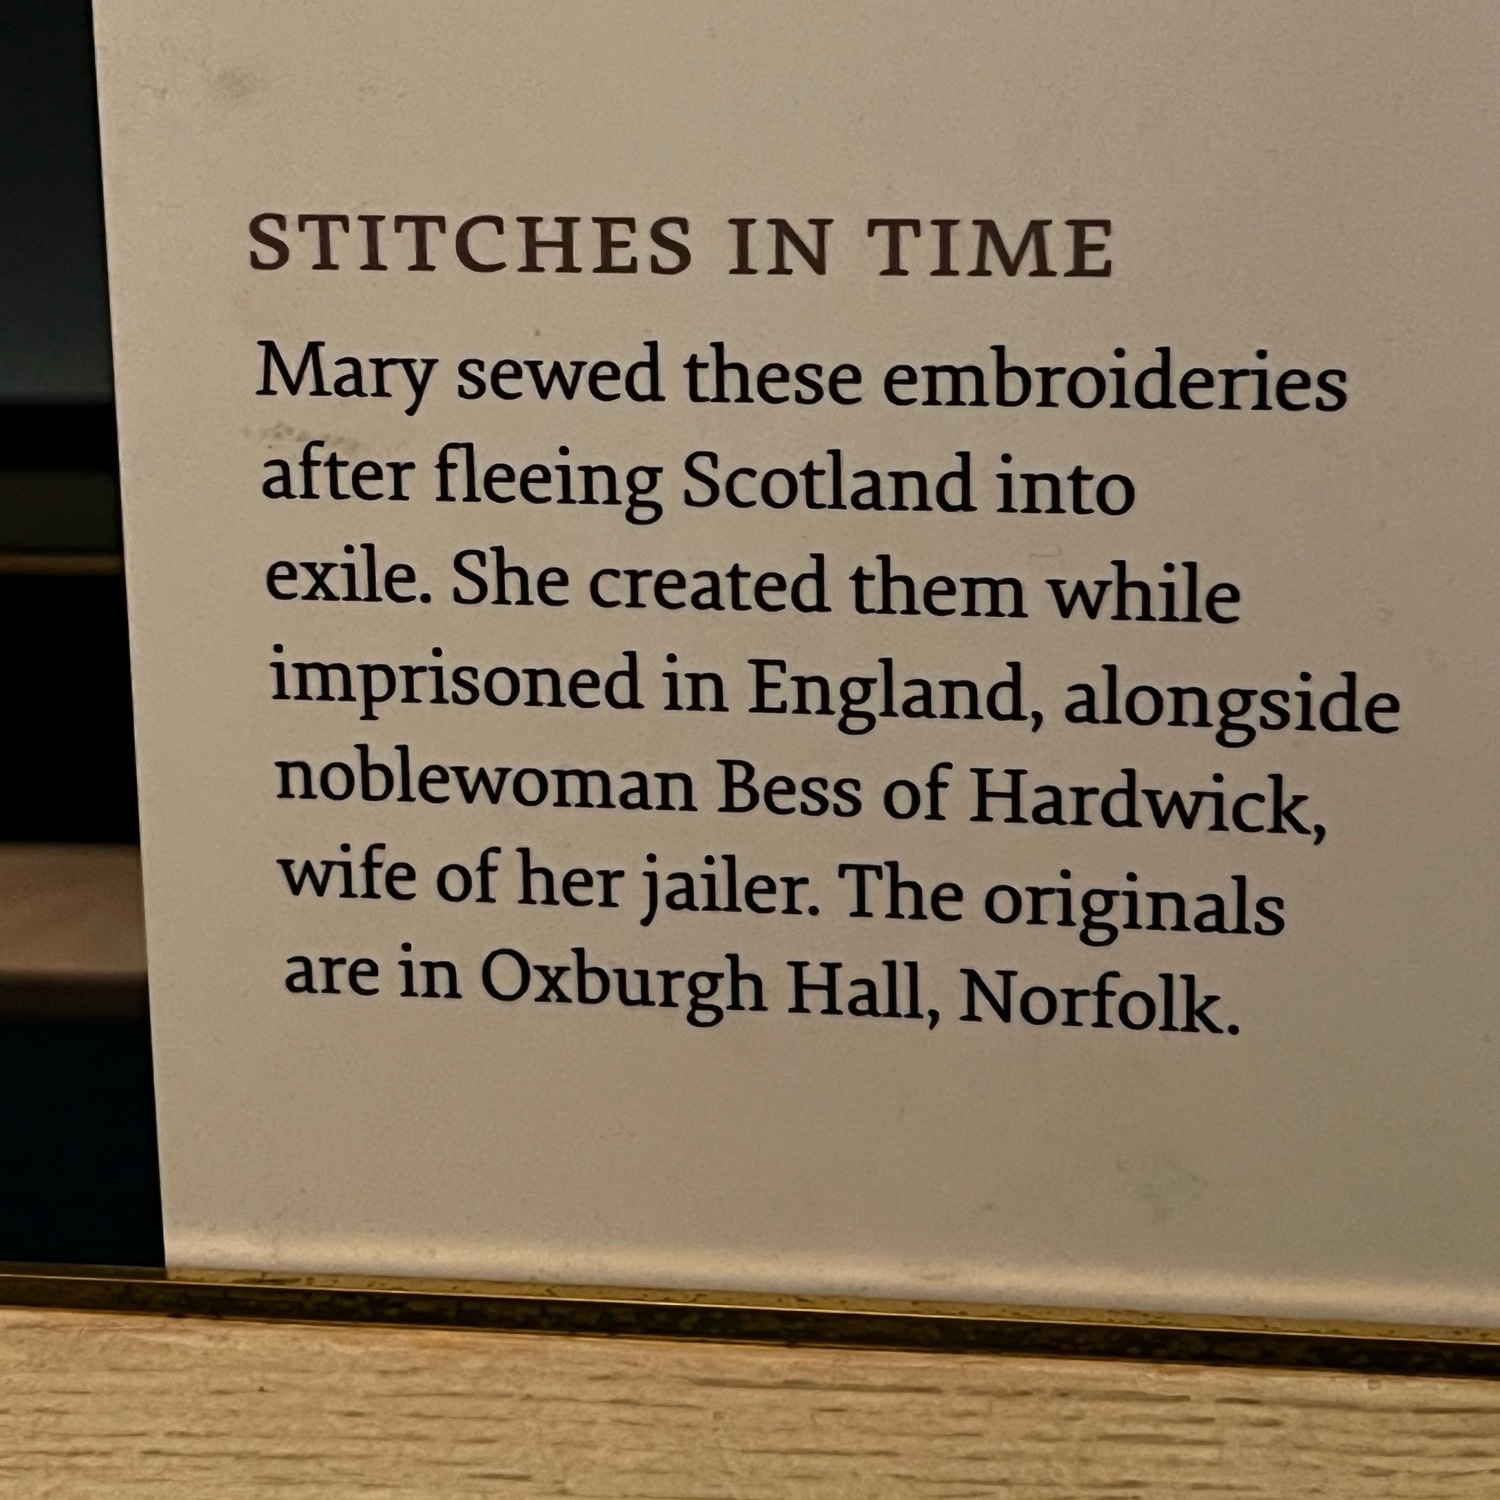 STITCHES IN TIME
Mary sewed these embroideries
after fleeing Scotland into
exile. She created them while
imprisoned in England, alongside
noblewoman Bess of Hardwick,
wife of her jailer. The originals
are in Oxburgh Hall, Norfolk.